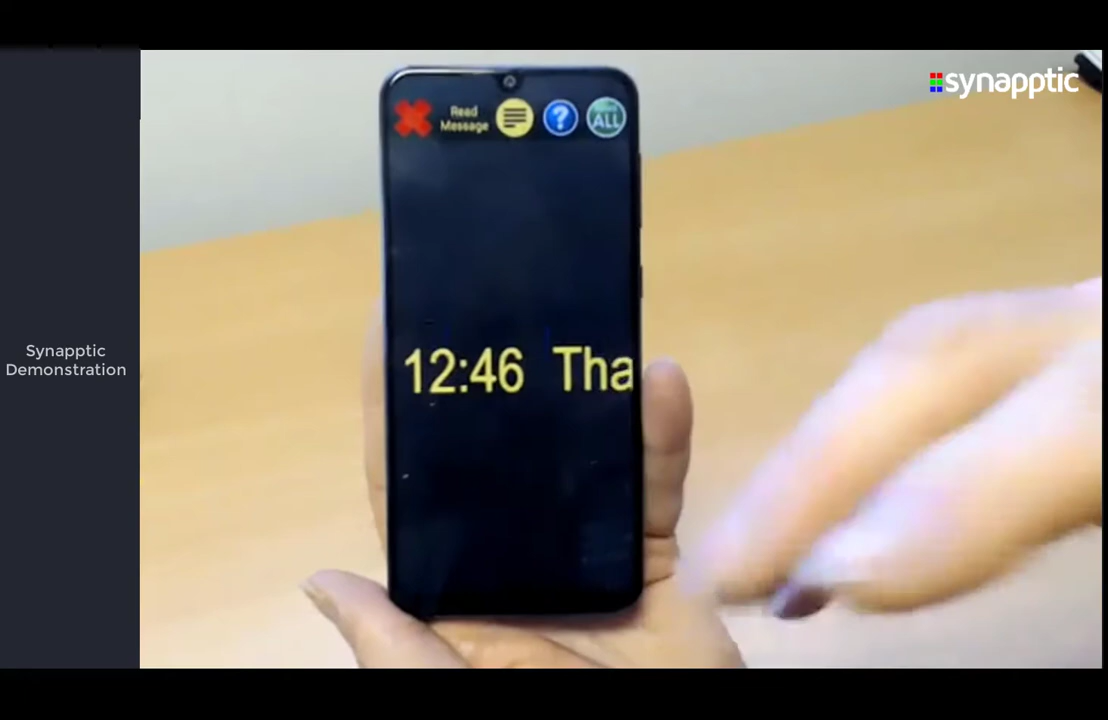 synapptic
Read
Message
?
ALL
12:46 Tha
Synapptic
Demonstration